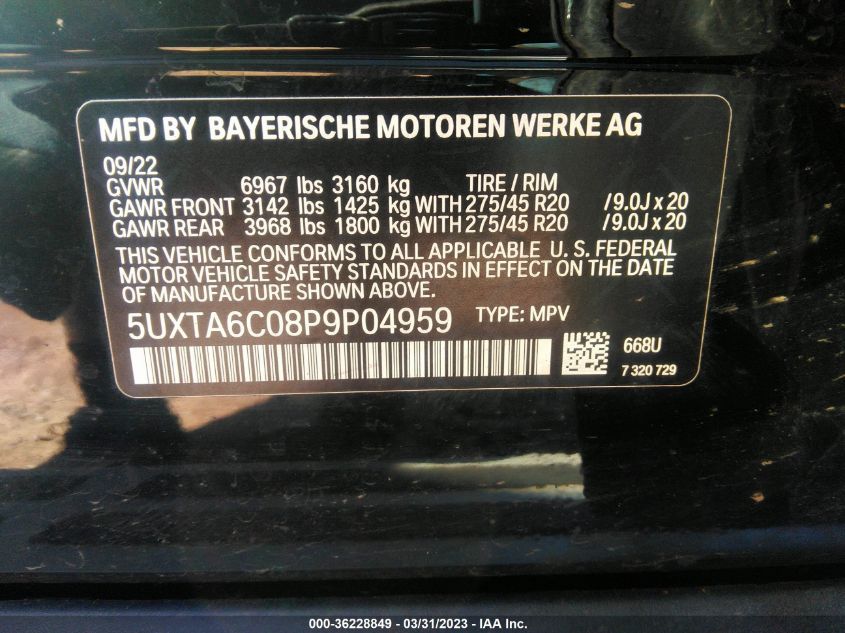 MFD BY BAYERISCHE MOTOREN WERKE AG
09/22
GVWR 6967 lbs 3160 kg TIRE / RIM
GAWR FRONT 3142 lbs 1425 kg WITH 275/45 R20 / 9.0J x 20
GAWR REAR 3968 lbs 1800 kg WITH 275/45 R20 / 9.0J x 20
THIS VEHICLE CONFORMS TO ALL APPLICABLE U. S. FEDERAL
MOTOR VEHICLE SAFETY STANDARDS IN EFFECT ON THE DATE
OF MANUFACTURE SHOWN ABOVE.
5UXTA6C08P9P04959 TYPE: MPV
668U
7 320 729
000-36228849 - 03/31/2023 - IAA Inc.